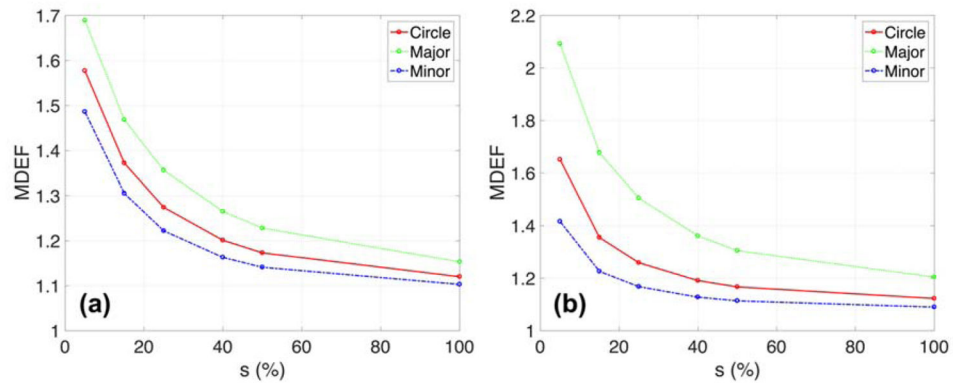 1.7
1.6
1.5
1.4
1.3
1.2
1.1
1
MDEF
0 20 40 60 80 100
s (%)
Circle
Major
Minor
(a)
2.2
2
1.8
1.6
1.4
1.2
1
MDEF
0 20 40 60 80 100
s (%)
Circle
Major
Minor
(b)